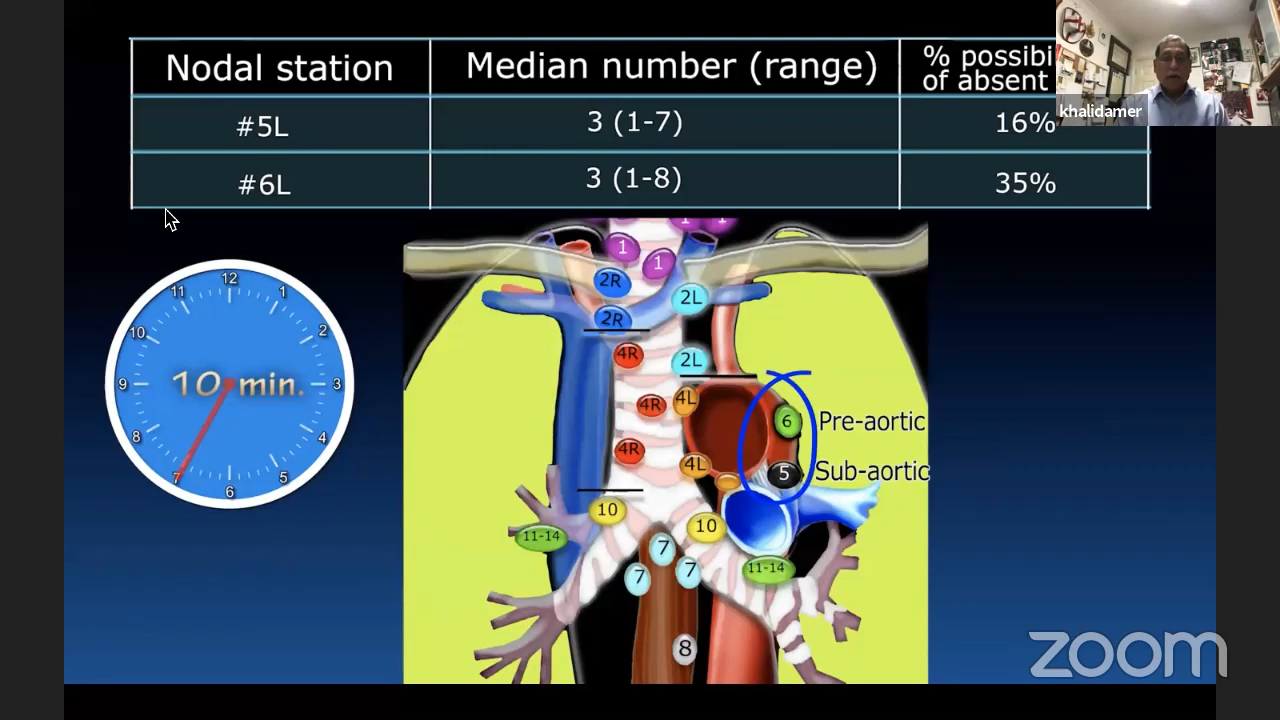 Nodal station
Median number (range)
% possibi
of absent
khalidamer
#5L
3 (1-7)
16%
#6L
3 (1-8)
35%
12
1
2
3
4
5
6
7
8
9
10
11
10 min.
1
1
1
1
2R
2L
2R
4R
2L
4R
4L
6
Pre-aortic
4R
4L
5
Sub-aortic
10
10
11-14
7
7
7
11-14
8
zoom